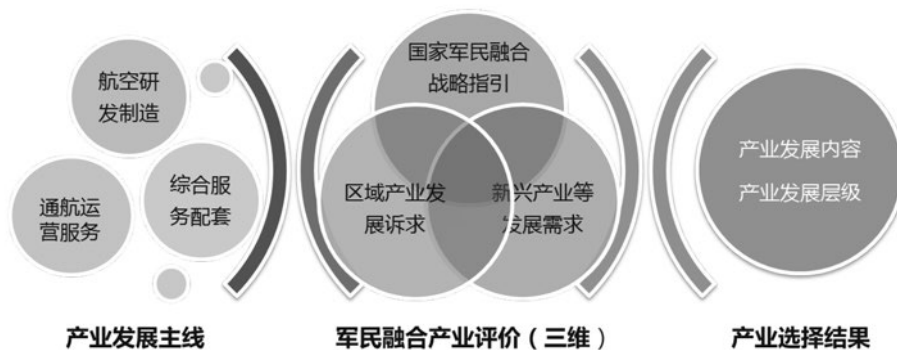 航空研
发制造
通航运
营服务
综合服
务配套
国家军民融合
战略指引
区域产业发
展诉求
新兴产业等
发展需求
产业发展内容
产业发展层级
产业发展主线
军民融合产业评价（三维）
产业选择结果